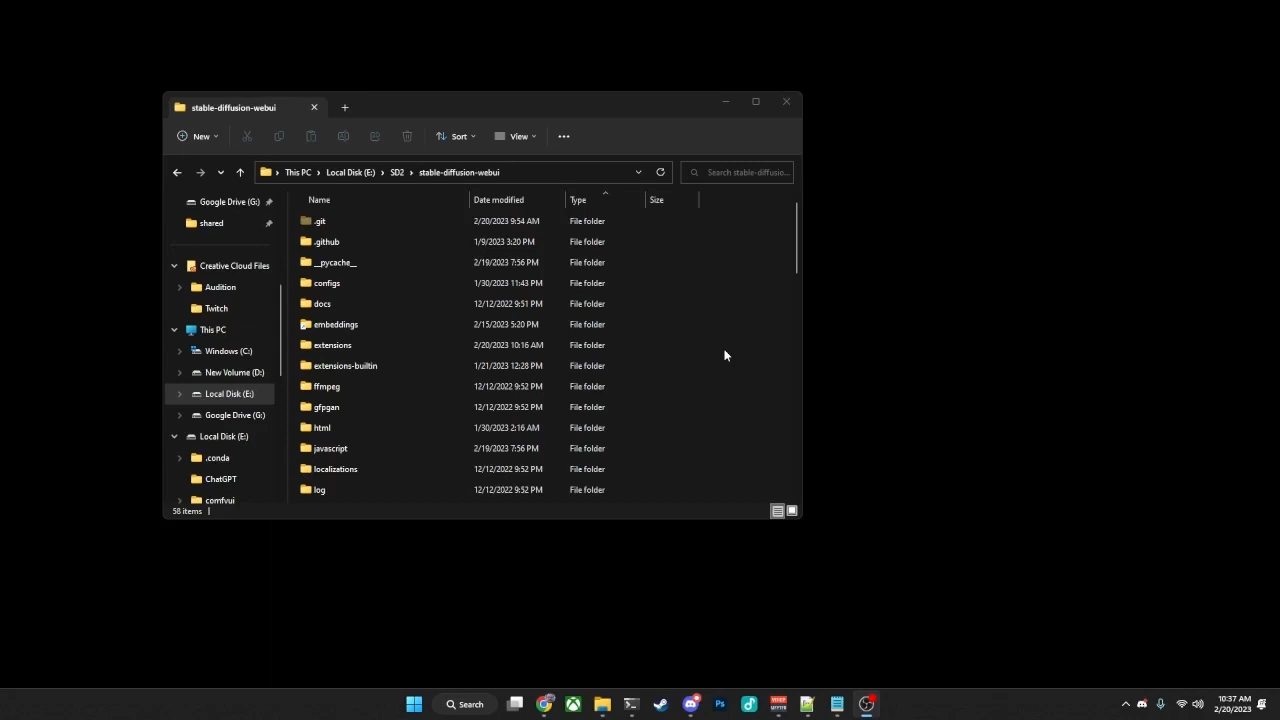 stable-diffusion-webui
New
Sort
View
This PC
Local Disk (E:)
SD2
stable-diffusion-webui
Search stable-diffusio...
Google Drive (G:)
shared
Creative Cloud Files
Audition
Twitch
This PC
Windows (C:)
New Volume (D:)
Local Disk (E:)
Google Drive (G:)
Local Disk (E:)
.conda
ChatGPT
comfyui
Name Date modified Type Size
.git 2/20/2023 9:54 AM File folder
.github 1/9/2023 3:20 PM File folder
__pycache__ 2/19/2023 7:56 PM File folder
configs 1/30/2023 11:43 PM File folder
docs 12/12/2022 9:51 PM File folder
embeddings 2/15/2023 5:20 PM File folder
extensions 2/20/2023 10:16 AM File folder
extensions-builtin 1/21/2023 12:28 PM File folder
ffmpeg 12/12/2022 9:52 PM File folder
gfpgan 12/12/2022 9:52 PM File folder
html 1/30/2023 2:16 AM File folder
javascript 2/19/2023 7:56 PM File folder
localizations 12/12/2022 9:52 PM File folder
log 12/12/2022 9:52 PM File folder
58 items
Search
Ps
10:37 AM
2/20/2023